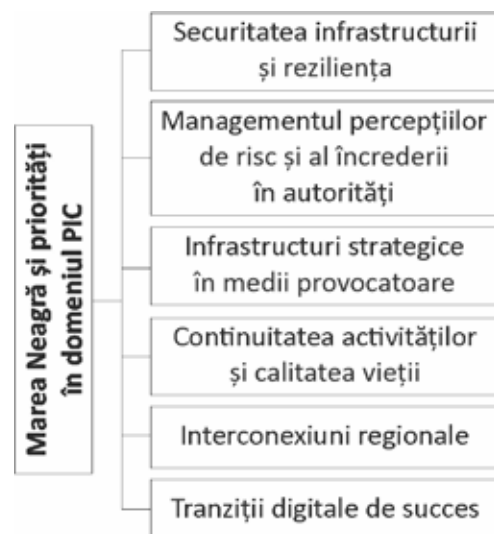 Marea Neagră și priorități
în domeniul PIC
Securitatea infrastructurii
și reziliența
Managementul percepțiilor
de risc și al încrederii
în autorități
Infrastructuri strategice
în medii provocatoare
Continuitatea activităților
și calitatea vieții
Interconexiuni regionale
Tranziții digitale de succes